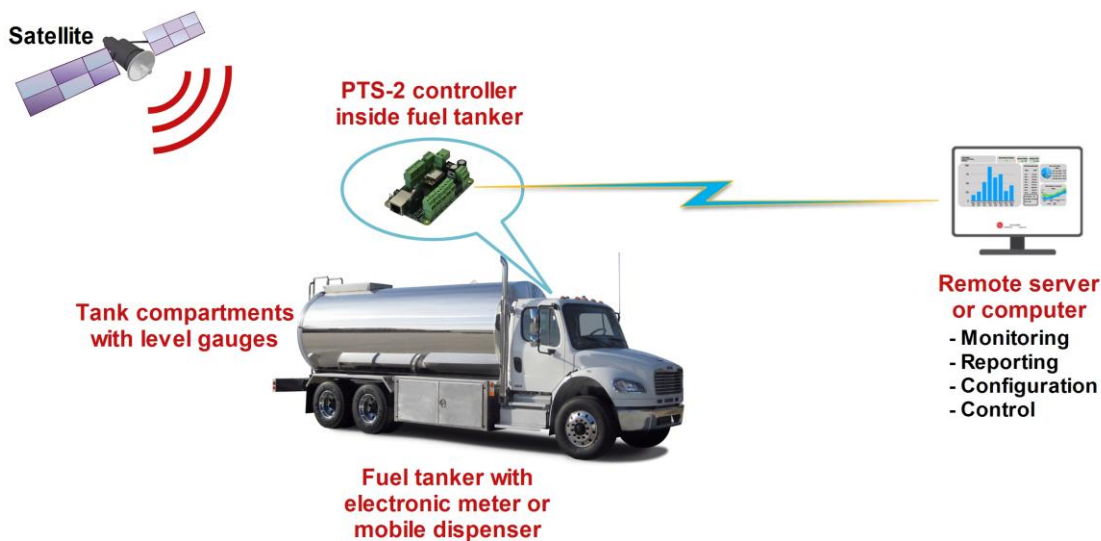 Satellite
PTS-2 controller
inside fuel tanker
Tank compartments
with level gauges
Remote server
or computer
- Monitoring
- Reporting
- Configuration
- Control
Fuel tanker with
electronic meter or
mobile dispenser